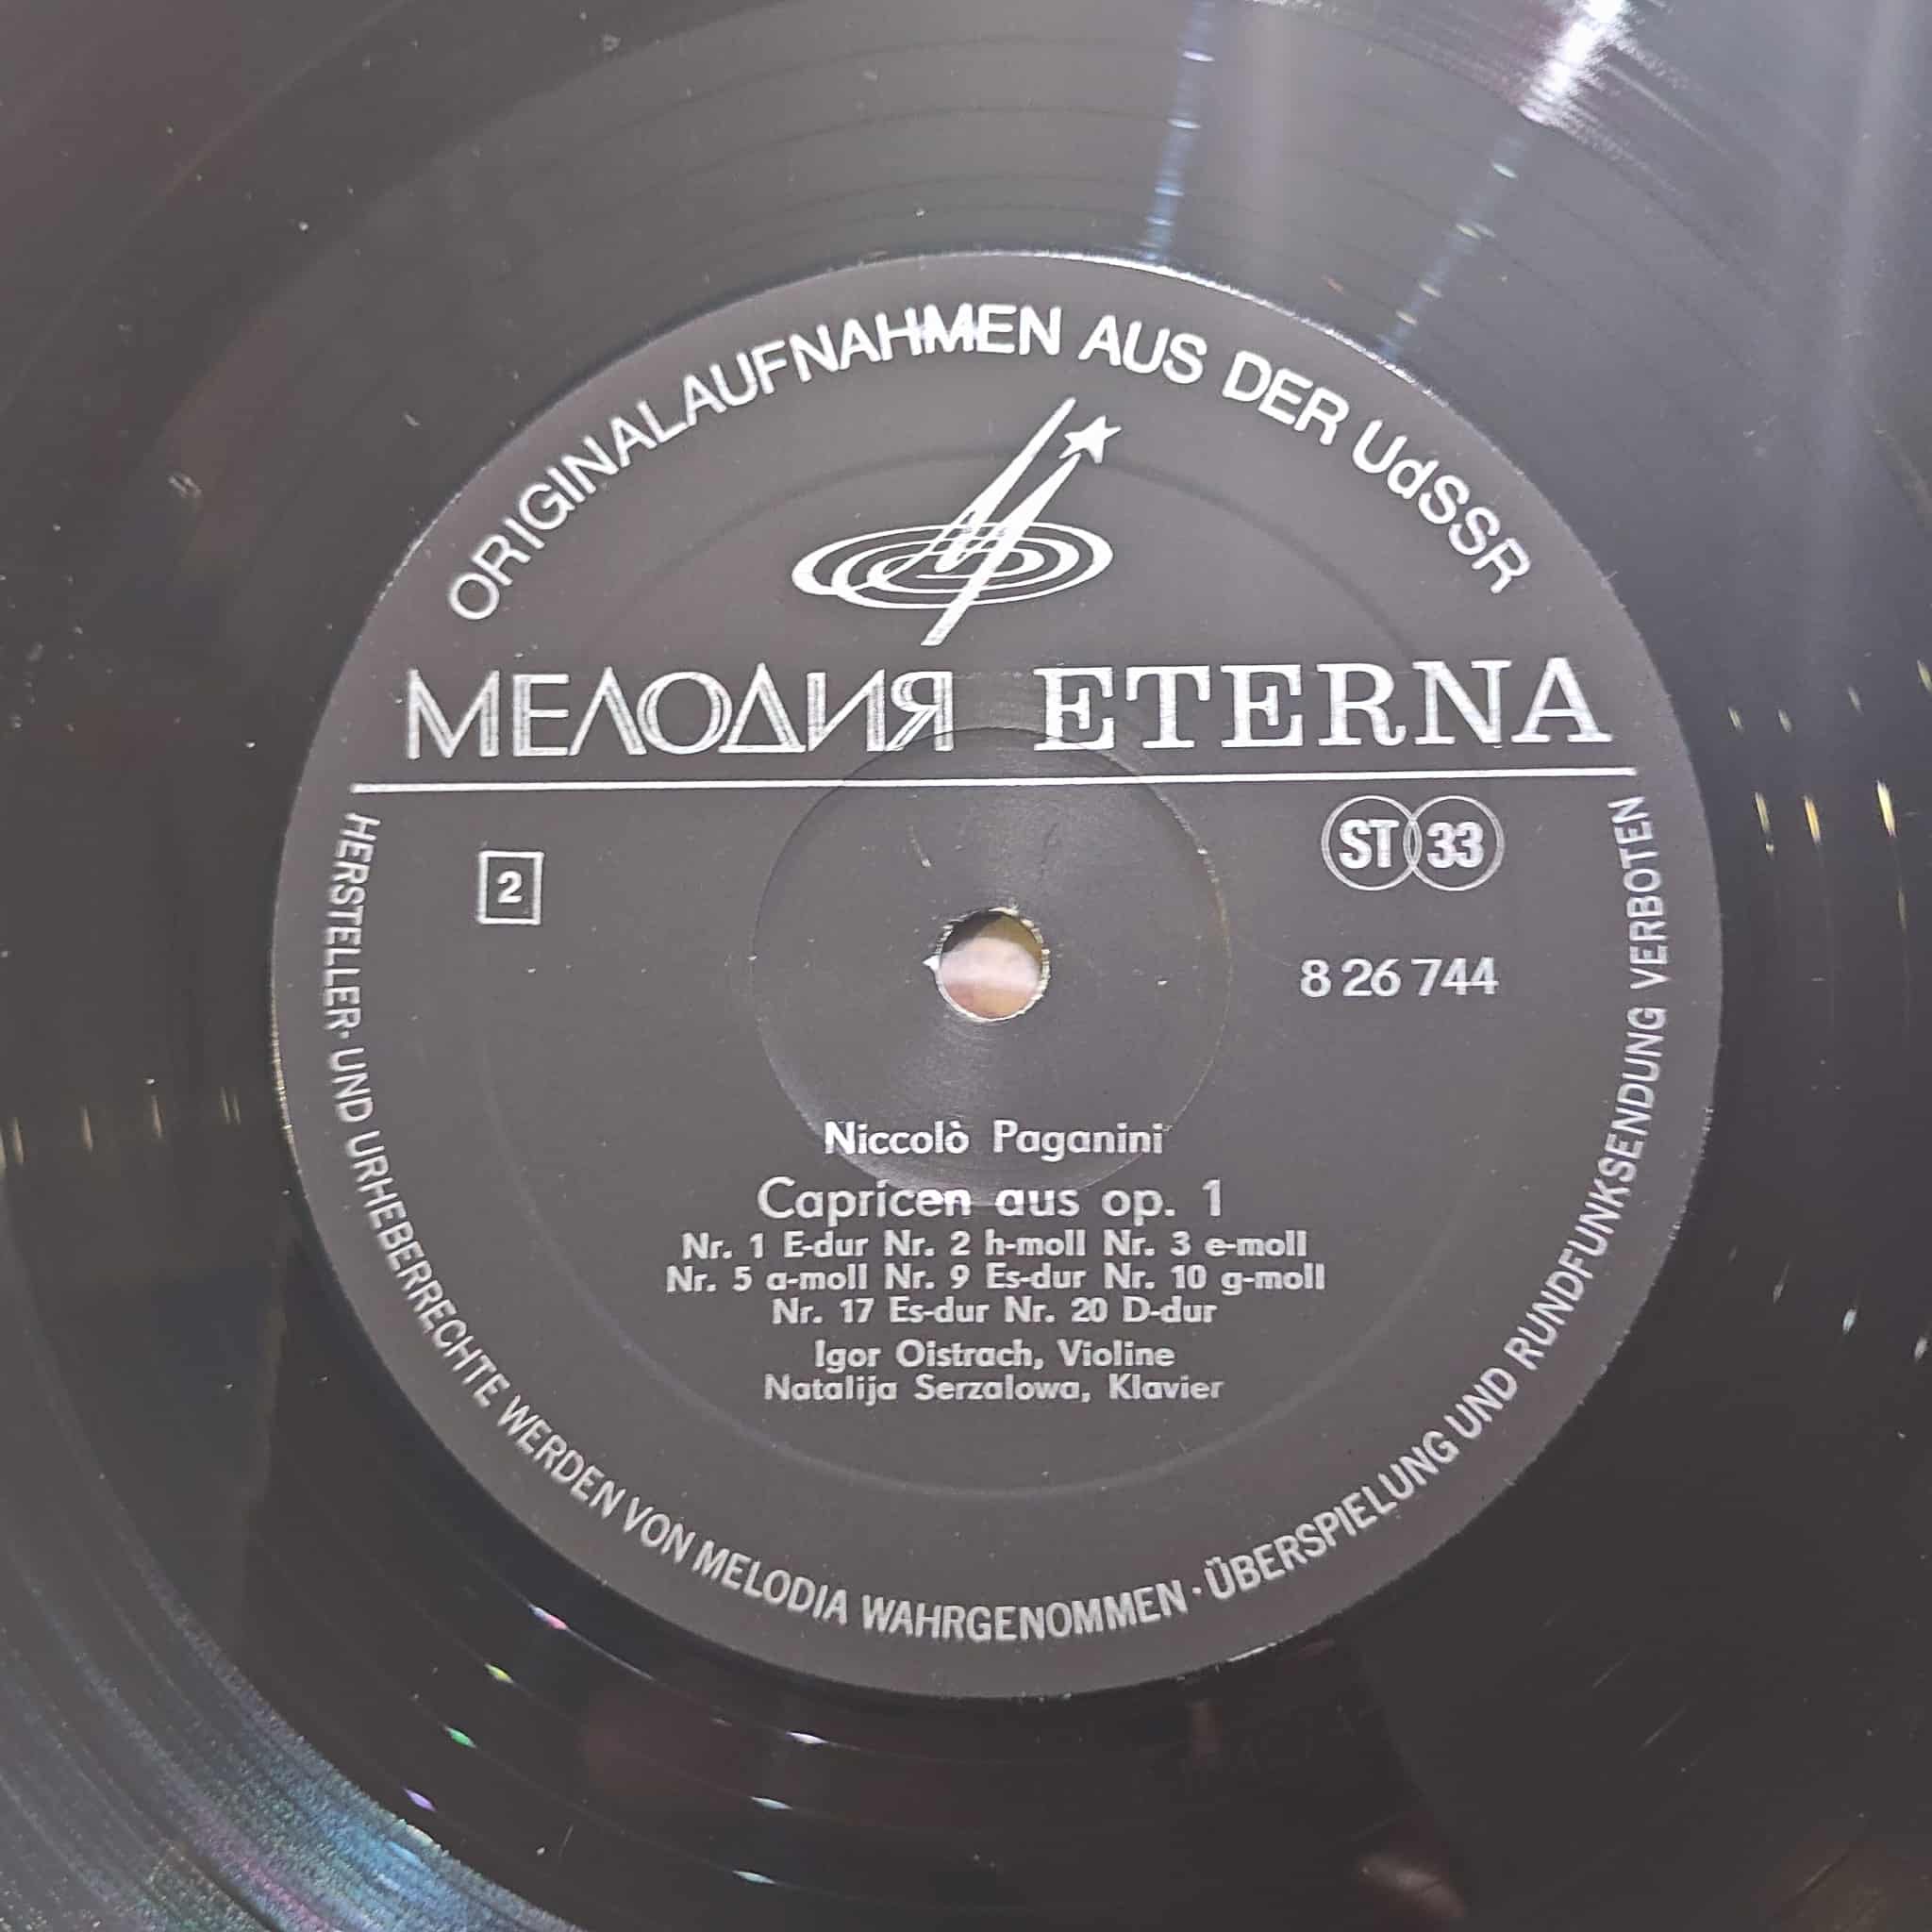 ORIGINALAUFNAHMEN AUS DER UdSSR
МЕЛОДИЯ ETERNA
2
ST 33
8 26 744
Niccolò Paganini
Capricen aus op. 1
Nr. 1 E-dur Nr. 2 h-moll Nr. 3 e-moll
Nr. 5 a-moll Nr. 9 Es-dur Nr. 10 g-moll
Nr. 17 Es-dur Nr. 20 D-dur
Igor Oistrach, Violine
Natalija Serzalowa, Klavier
HERSTELLER- UND URHEBERRECHTE WERDEN VON MELODIA WAHRGENOMMEN · ÜBERSPIELUNG UND RUNDFUNKSENDUNG VERBOTEN